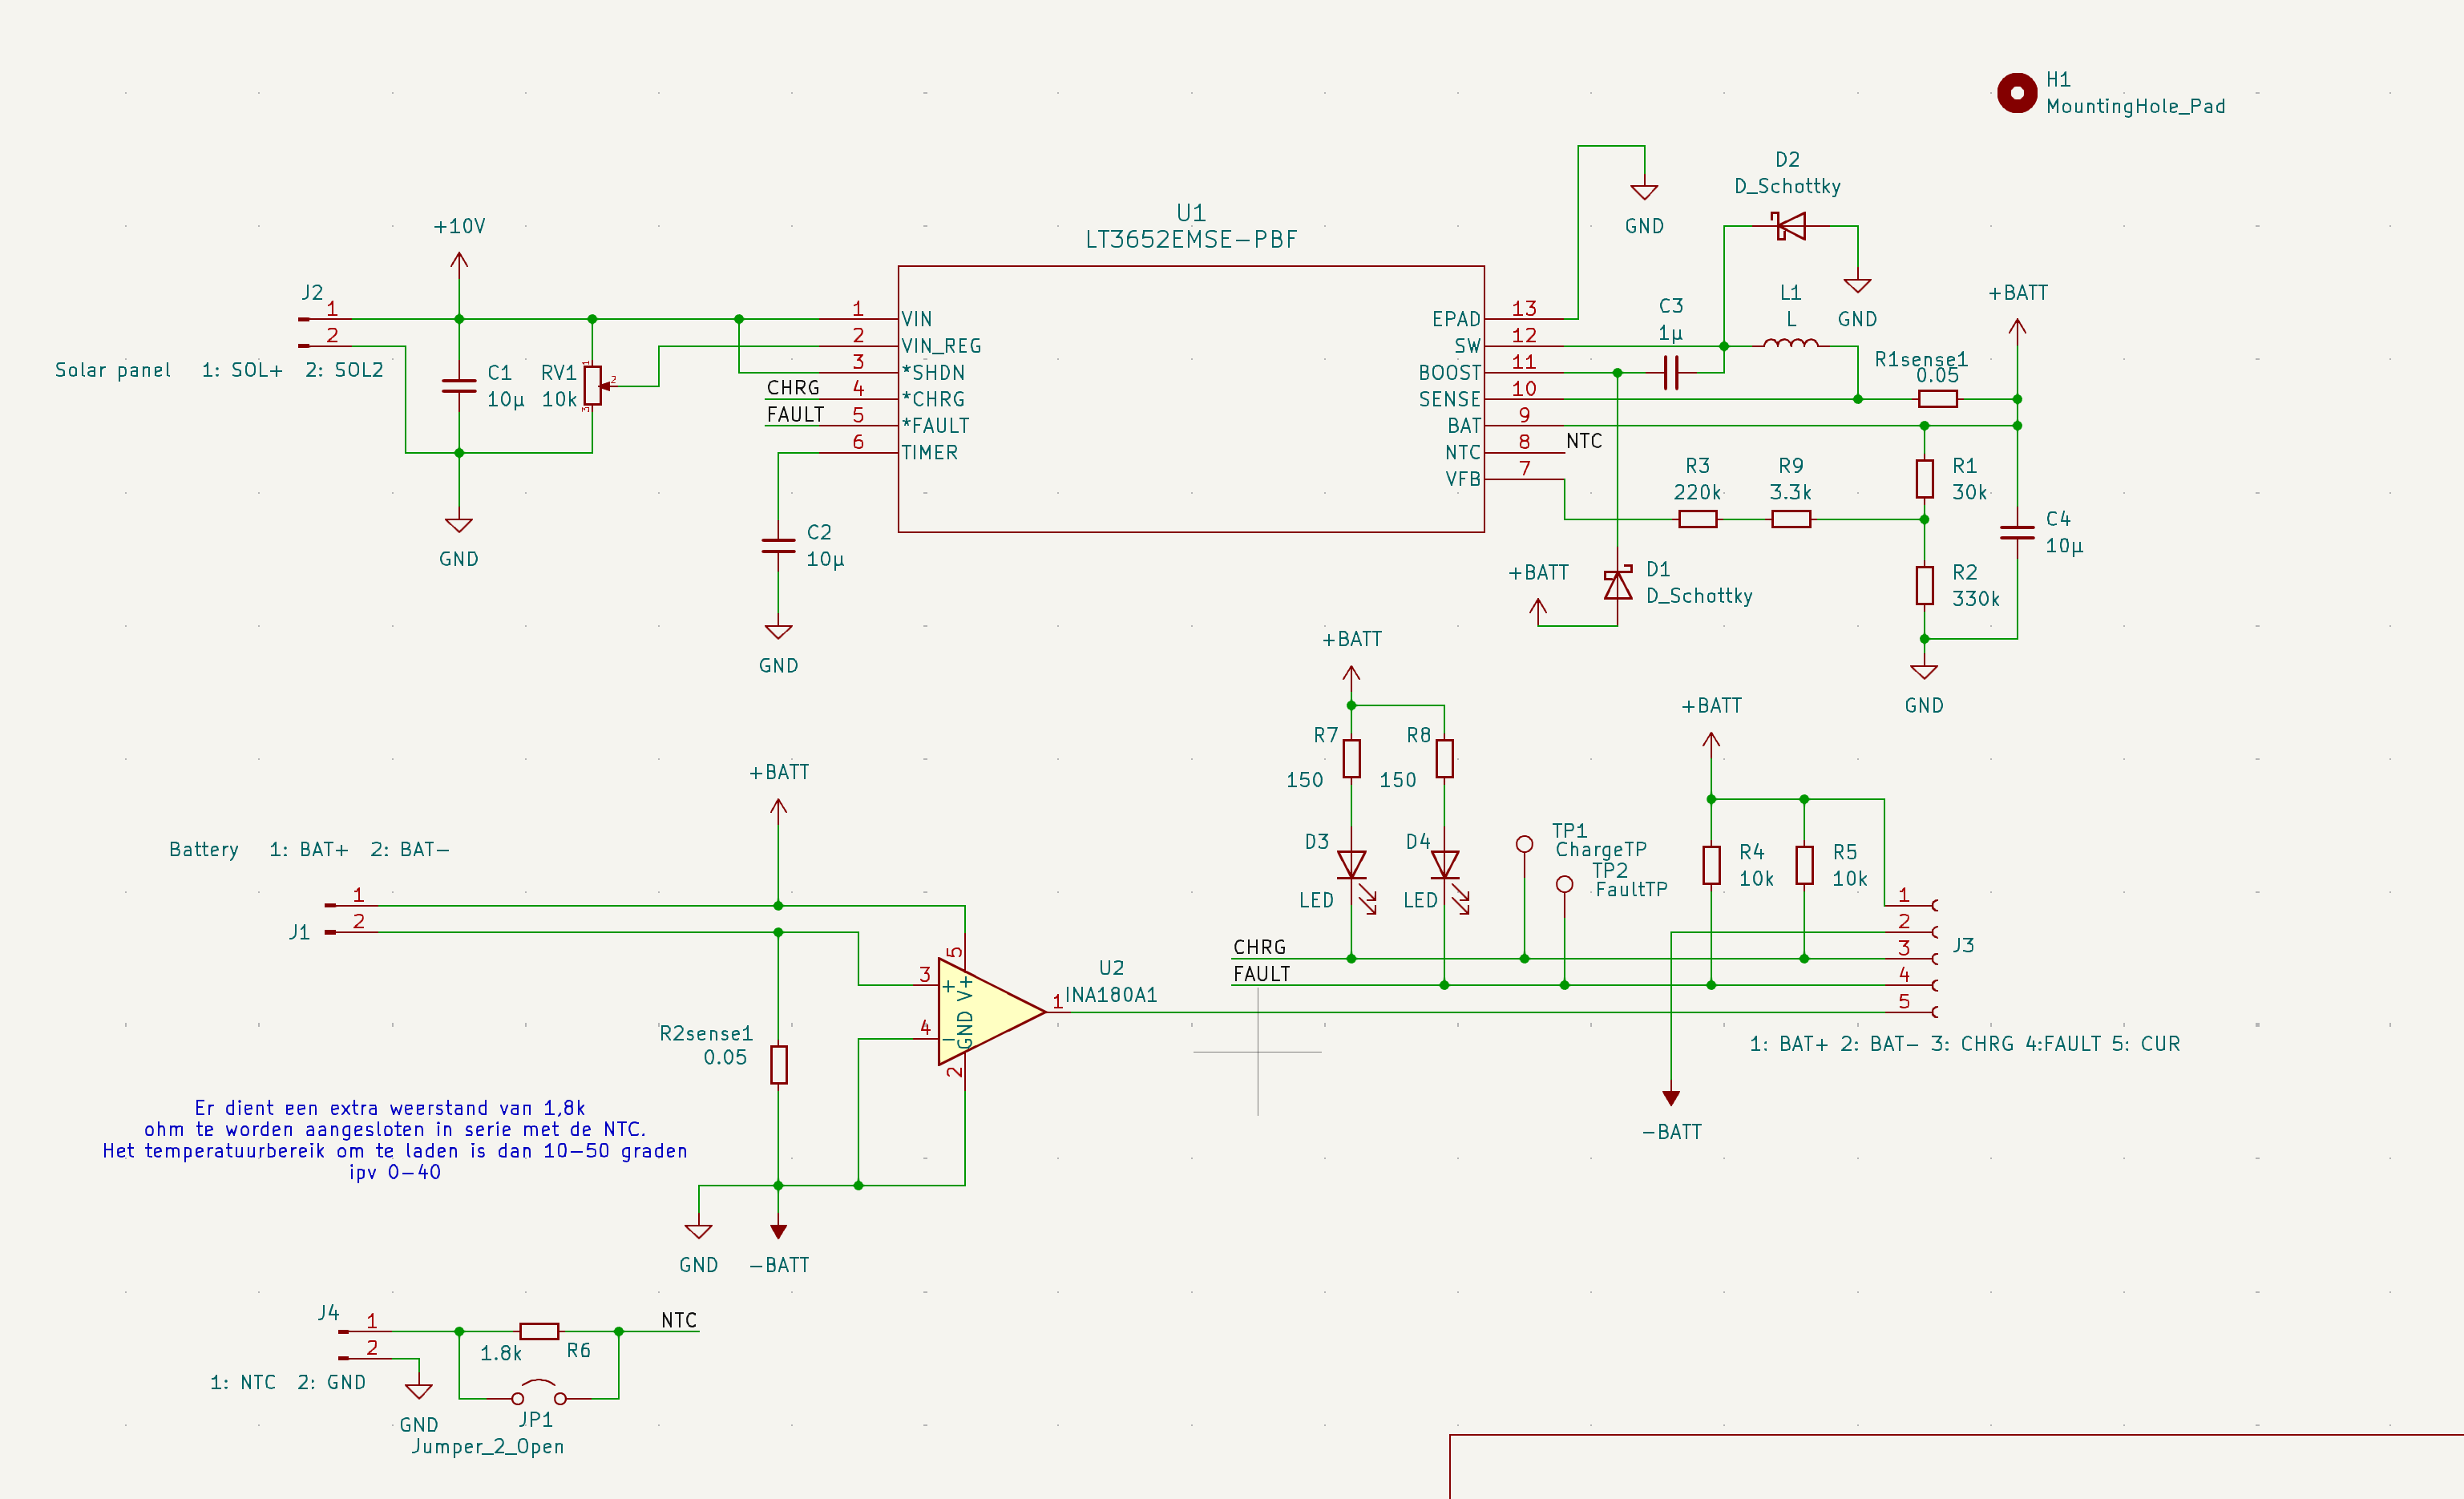 H1
MountingHole_Pad
D2
D_Schottky
GND
+10V
U1
LT3652EMSE-PBF
J2
1
2
Solar panel 1: SOL+ 2: SOL2
C1
10µ
RV1
10k
1
2
3
GND
CHRG
FAULT
1
2
3
4
5
6
VIN
VIN_REG
*SHDN
*CHRG
*FAULT
TIMER
EPAD
SW
BOOST
SENSE
BAT
NTC
VFB
13
12
11
10
9
8
7
NTC
C2
10µ
GND
C3
1µ
L1
L
GND
+BATT
R1sense1
0.05
R3
220k
R9
3.3k
R1
30k
R2
330k
C4
10µ
GND
+BATT
D1
D_Schottky
+BATT
R7
150
R8
150
D3
LED
D4
LED
TP1
ChargeTP
TP2
FaultTP
CHRG
FAULT
+BATT
R4
10k
R5
10k
1
2
3
4
5
J3
1: BAT+ 2: BAT- 3: CHRG 4:FAULT 5: CUR
-BATT
+BATT
Battery 1: BAT+ 2: BAT-
1
2
J1
3
4
5
2
1
+
-
V+
GND
U2
INA180A1
R2sense1
0.05
Er dient een extra weerstand van 1,8k
ohm te worden aangesloten in serie met de NTC.
Het temperatuurbereik om te laden is dan 10-50 graden
ipv 0-40
GND
-BATT
J4
1
2
1: NTC 2: GND
GND
1.8k
R6
NTC
JP1
Jumper_2_Open